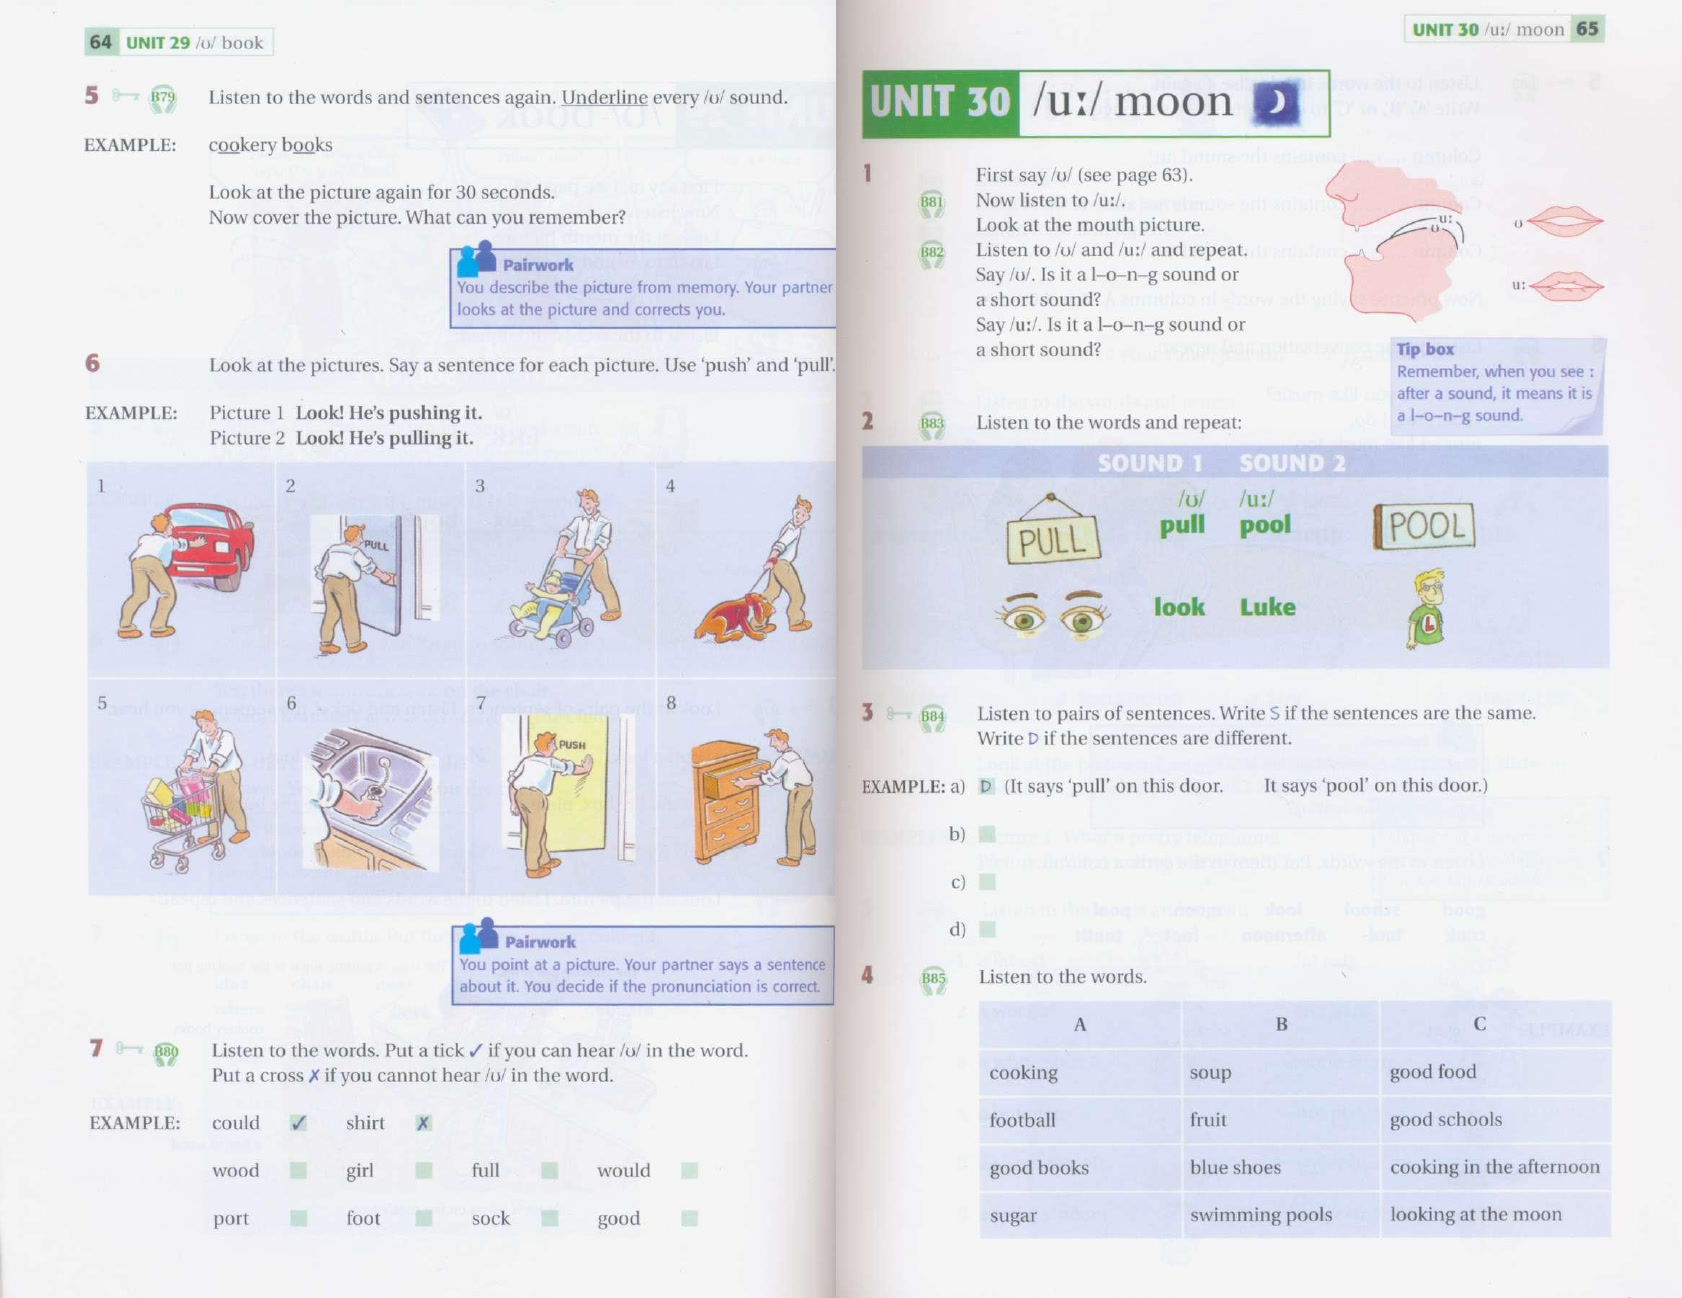 64 UNIT 29 /ʊ/ book
5 B79 Listen to the words and sentences again. Underline every /ʊ/ sound.
EXAMPLE: cookery books
Look at the picture again for 30 seconds.
Now cover the picture. What can you remember?
Pairwork
You describe the picture from memory. Your partner
looks at the picture and corrects you.
6 Look at the pictures. Say a sentence for each picture. Use ‘push’ and ‘pull’.
EXAMPLE: Picture 1 Look! He’s pushing it.
Picture 2 Look! He’s pulling it.
1 2 3 4
PULL
5 6 7 8
PUSH
Pairwork
You point at a picture. Your partner says a sentence
about it. You decide if the pronunciation is correct.
7 B80 Listen to the words. Put a tick ✓ if you can hear /ʊ/ in the word.
Put a cross ✗ if you cannot hear /ʊ/ in the word.
EXAMPLE: could ✓ shirt ✗
wood girl full would
port foot sock good
UNIT 30 /uː/ moon 65
UNIT 30 /uː/ moon
1 First say /ʊ/ (see page 63).
B81 Now listen to /uː/.
Look at the mouth picture.
B82 Listen to /ʊ/ and /uː/ and repeat.
Say /ʊ/. Is it a l–o–n–g sound or
a short sound?
Say /uː/. Is it a l–o–n–g sound or
a short sound?
uː
ʊ
ʊ
uː
Tip box
Remember, when you see ː
after a sound, it means it is
a l–o–n–g sound.
2 B83 Listen to the words and repeat:
SOUND 1 SOUND 2
/ʊ/ /uː/
PULL pull pool POOL
look Luke L
3 B84 Listen to pairs of sentences. Write S if the sentences are the same.
Write D if the sentences are different.
EXAMPLE: a) D (It says ‘pull’ on this door. It says ‘pool’ on this door.)
b)
c)
d)
4 B85 Listen to the words.
A B C
cooking soup good food
football fruit good schools
good books blue shoes cooking in the afternoon
sugar swimming pools looking at the moon